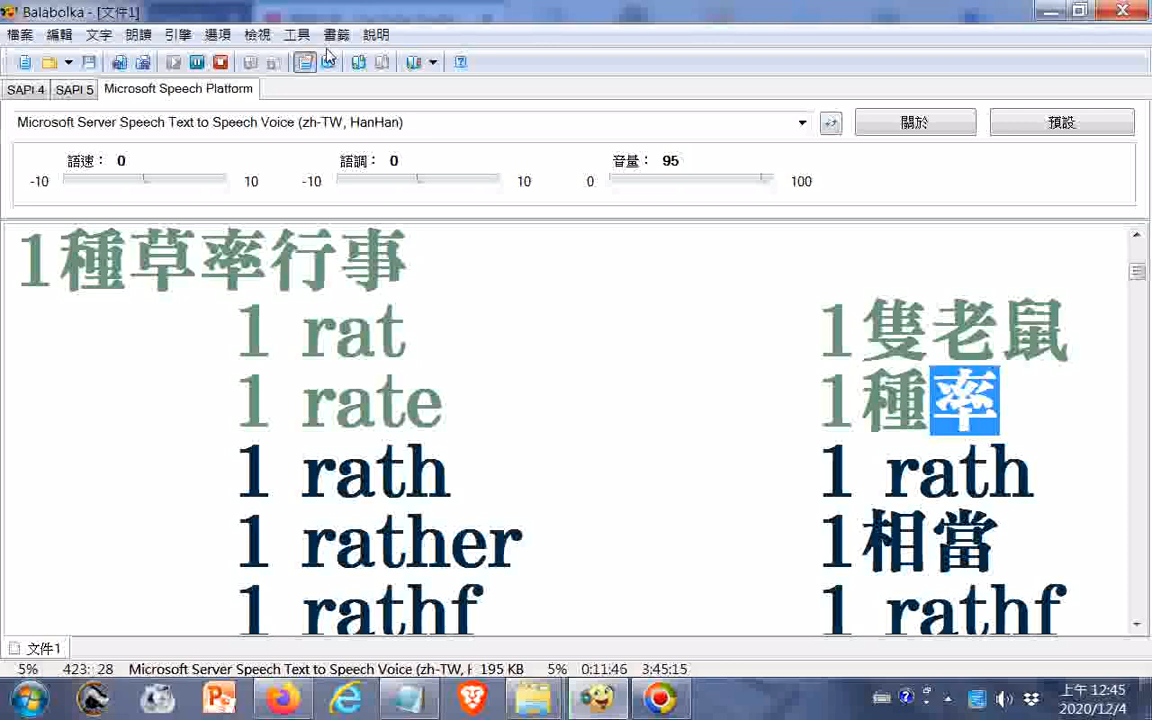 Balabolka - [文件1]
檔案 編輯 文字 朗讀 引擎 選項 檢視 工具 書籤 說明
SAPI 4 SAPI 5 Microsoft Speech Platform
Microsoft Server Speech Text to Speech Voice (zh-TW, HanHan) 關於 預設
語速： 0 語調： 0 音量： 95
-10 10 -10 10 0 100
1種草率行事
1 rat 1隻老鼠
1 rate 1種率
1 rath 1 rath
1 rather 1相當
1 rathf 1 rathf
文件1
5% 423: 28 Microsoft Server Speech Text to Speech Voice (zh-TW, H 195 KB 5% 0:11:46 3:45:15
上午 12:45
2020/12/4